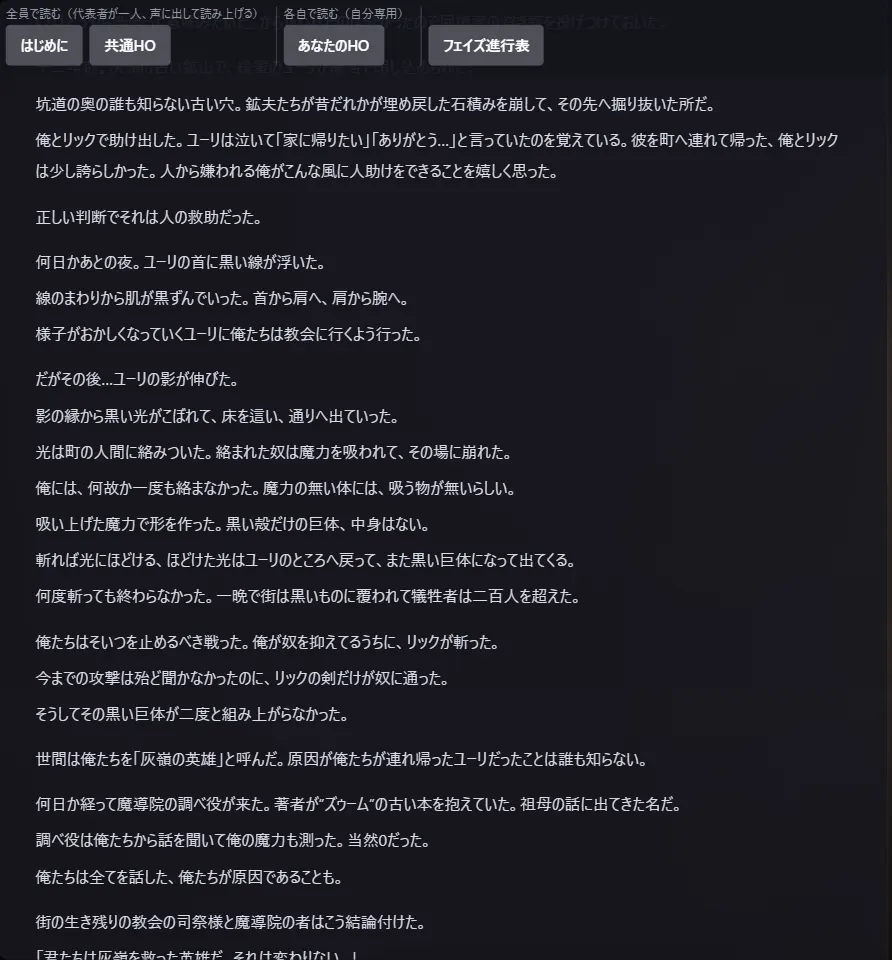 全員で読む（代表者が一人、声に出して読み上げる）
各自で読む（自分専用）
はじめに
共通HO
あなたのHO
フェイズ進行表
坑道の奥の誰も知らない古い穴。鉱夫たちが昔だれかが埋め戻した石積みを崩して、その先へ掘り抜いた所だ。
俺とリックで助け出した。ユーリは泣いて「家に帰りたい」「ありがとう…」と言っていたのを覚えている。彼を町へ連れて帰った、俺とリック
は少し誇らしかった。人から嫌われる俺がこんな風に人助けをできることを嬉しく思った。
正しい判断でそれは人の救助だった。
何日かあとの夜。ユーリの首に黒い線が浮いた。
線のまわりから肌が黒ずんでいった。首から肩へ、肩から腕へ。
様子がおかしくなっていくユーリに俺たちは教会に行くよう行った。
だがその後…ユーリの影が伸びた。
影の縁から黒い光がこぼれて、床を這い、通りへ出ていった。
光は町の人間に絡みついた。絡まれた奴は魔力を吸われて、その場に崩れた。
俺には、何故か一度も絡まなかった。魔力の無い体には、吸う物が無いらしい。
吸い上げた魔力で形を作った。黒い殻だけの巨体、中身はない。
斬れば光にほどける、ほどけた光はユーリのところへ戻って、また黒い巨体になって出てくる。
何度斬っても終わらなかった。一晩で街は黒いものに覆われて犠牲者は二百人を超えた。
俺たちはそいつを止めるべき戦った。俺が奴を抑えてるうちに、リックが斬った。
今までの攻撃は殆ど聞かなかったのに、リックの剣だけが奴に通った。
そうしてその黒い巨体が二度と組み上がらなかった。
世間は俺たちを「灰嶺の英雄」と呼んだ。原因が俺たちが連れ帰ったユーリだったことは誰も知らない。
何日か経って魔導院の調べ役が来た。著者が"ズゥーム"の古い本を抱えていた。祖母の話に出てきた名だ。
調べ役は俺たちから話を聞いて俺の魔力も測った。当然0だった。
俺たちは全てを話した、俺たちが原因であることも。
街の生き残りの教会の司祭様と魔導院の者はこう結論付けた。
「君たちは灰嶺を救った英雄だ。それは変わりない…！